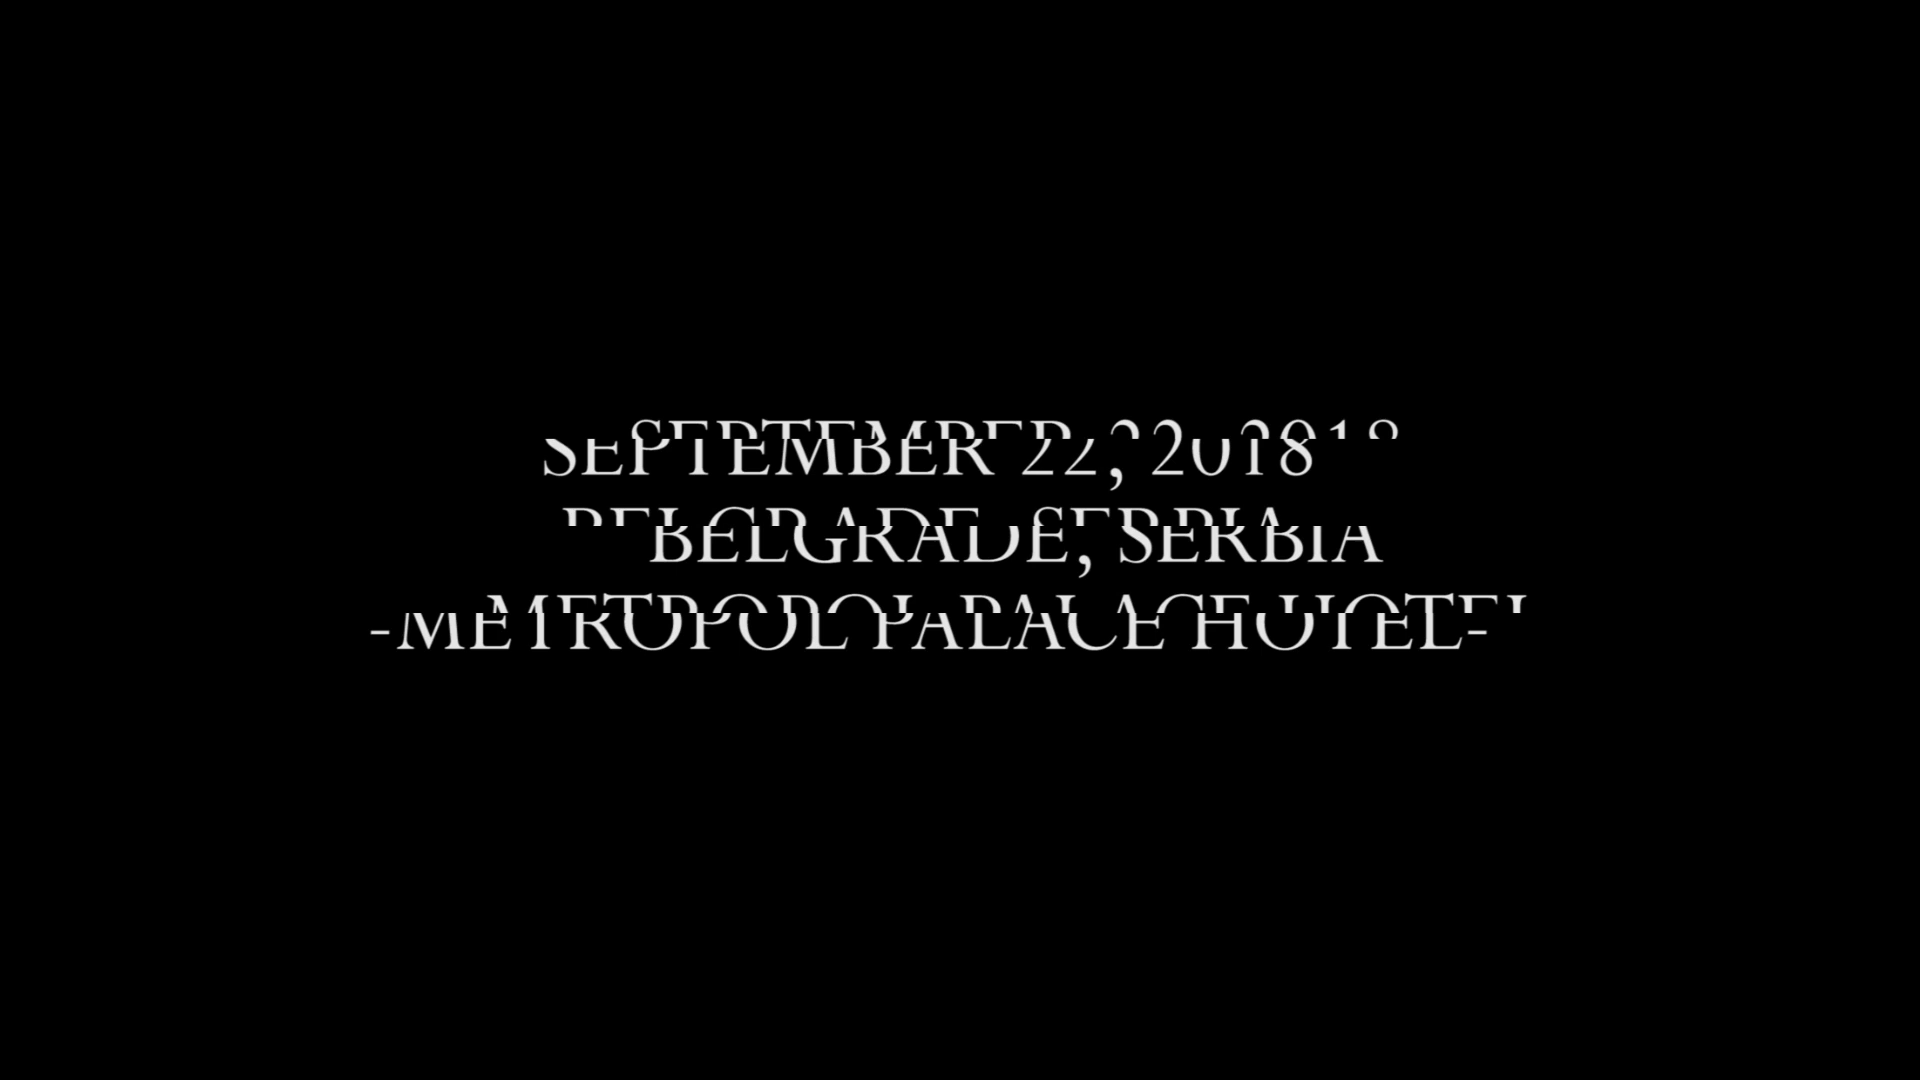 SEPTEMBER 22, 2018
BELGRADE, SERBIA
-METROPOL PALACE HOTEL-